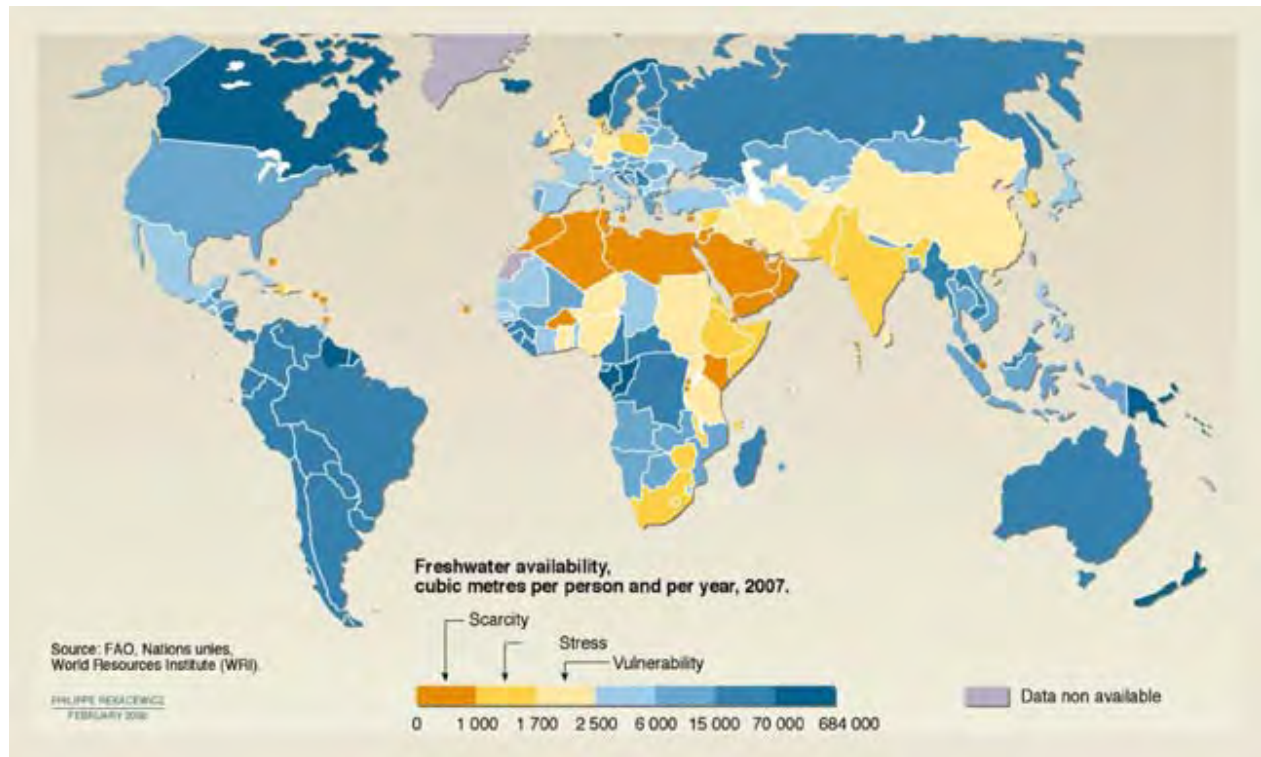 Freshwater availability,
cubic metres per person and per year, 2007.
Scarcity
Stress
Vulnerability
0 1 000 1 700 2 500 6 000 15 000 70 000 684 000
Data non available
Source: FAO, Nations unies,
World Resources Institute (WRI).
PHILIPPE REKACEWICZ
FEBRUARY